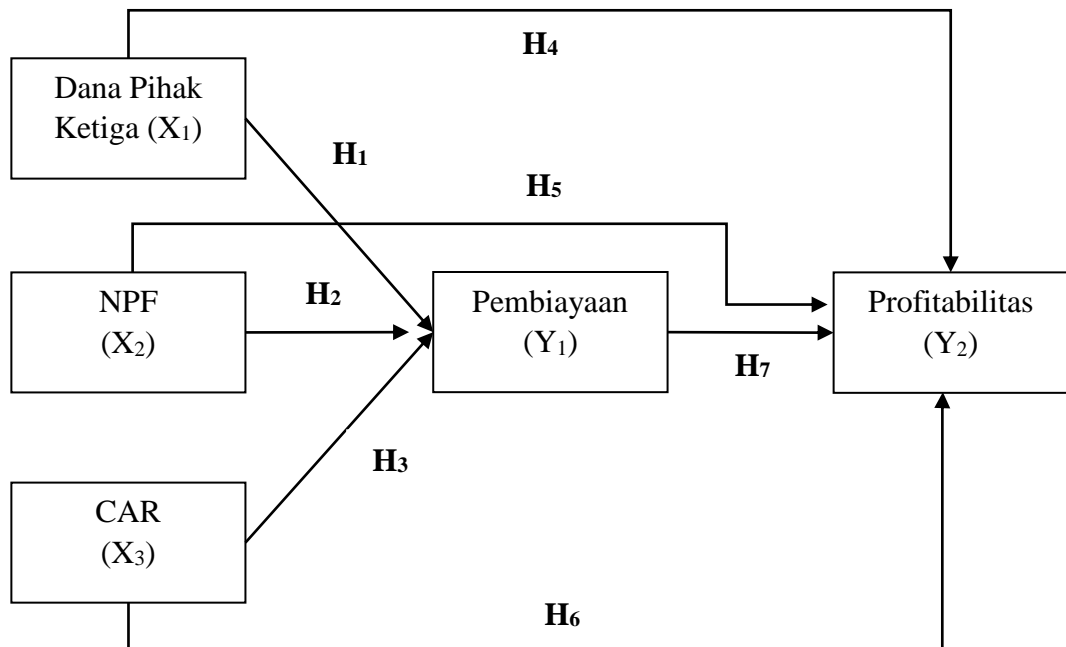 H4
Dana Pihak
Ketiga (X1)
H1
H5
NPF
(X2)
H2
Pembiayaan
(Y1)
Profitabilitas
(Y2)
H7
H3
CAR
(X3)
H6